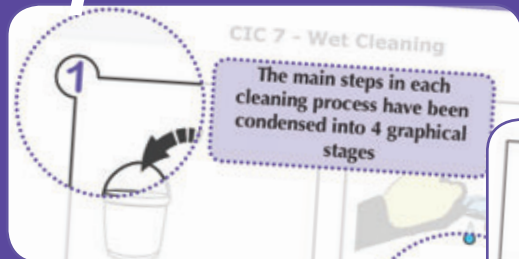 CIC 7 - Wet Cleaning
1
The main steps in each
cleaning process have been
condensed into 4 graphical
stages